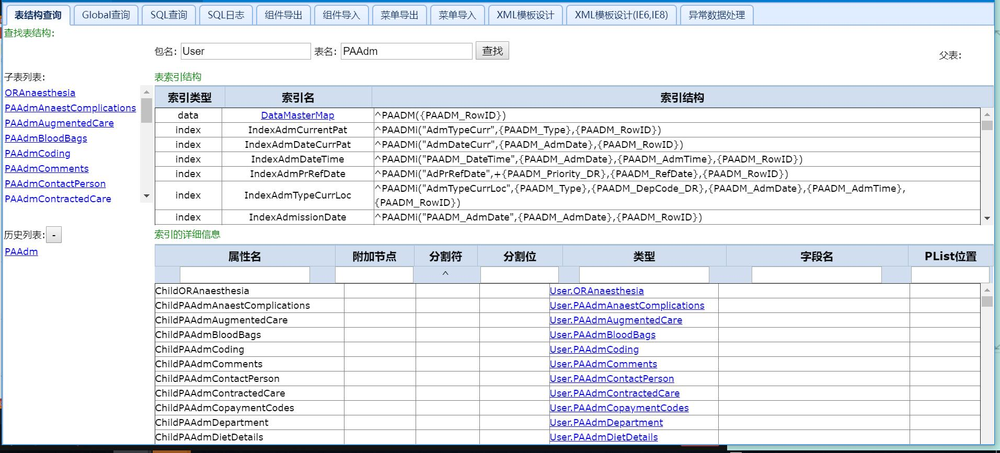 表结构查询 Global查询 SQL查询 SQL日志 组件导出 组件导入 菜单导出 菜单导入 XML模板设计 XML模板设计(IE6,IE8) 异常数据处理
查找表结构:
包名: User 表名: PAAdm 查找 父表:
子表列表:
ORAnaesthesia
PAAdmAnaestComplications
PAAdmAugmentedCare
PAAdmBloodBags
PAAdmCoding
PAAdmComments
PAAdmContactPerson
PAAdmContractedCare
历史列表: -
PAAdm
表索引结构
索引类型 索引名 索引结构
data DataMasterMap ^PAADM({PAADM_RowID})
index IndexAdmCurrentPat ^PAADMi("AdmTypeCurr",{PAADM_Type},{PAADM_RowID})
index IndexAdmDateCurrPat ^PAADMi("AdmDateCurr",{PAADM_AdmDate},{PAADM_RowID})
index IndexAdmDateTime ^PAADMi("PAADM_DateTime",{PAADM_AdmDate},{PAADM_AdmTime},{PAADM_RowID})
index IndexAdmPrRefDate ^PAADMi("AdPrRefDate",+{PAADM_Priority_DR},{PAADM_RefDate},{PAADM_RowID})
index IndexAdmTypeCurrLoc ^PAADMi("AdmTypeCurrLoc",{PAADM_Type},{PAADM_DepCode_DR},{PAADM_AdmDate},{PAADM_AdmTime},
{PAADM_RowID})
index IndexAdmissionDate ^PAADMi("PAADM_AdmDate",{PAADM_AdmDate},{PAADM_RowID})
索引的详细信息
属性名 附加节点 分割符 分割位 类型 字段名 PList位置
^
ChildORAnaesthesia User.ORAnaesthesia
ChildPAAdmAnaestComplications User.PAAdmAnaestComplications
ChildPAAdmAugmentedCare User.PAAdmAugmentedCare
ChildPAAdmBloodBags User.PAAdmBloodBags
ChildPAAdmCoding User.PAAdmCoding
ChildPAAdmComments User.PAAdmComments
ChildPAAdmContactPerson User.PAAdmContactPerson
ChildPAAdmContractedCare User.PAAdmContractedCare
ChildPAAdmCopaymentCodes User.PAAdmCopaymentCodes
ChildPAAdmDepartment User.PAAdmDepartment
ChildPAAdmDietDetails User.PAAdmDietDetails